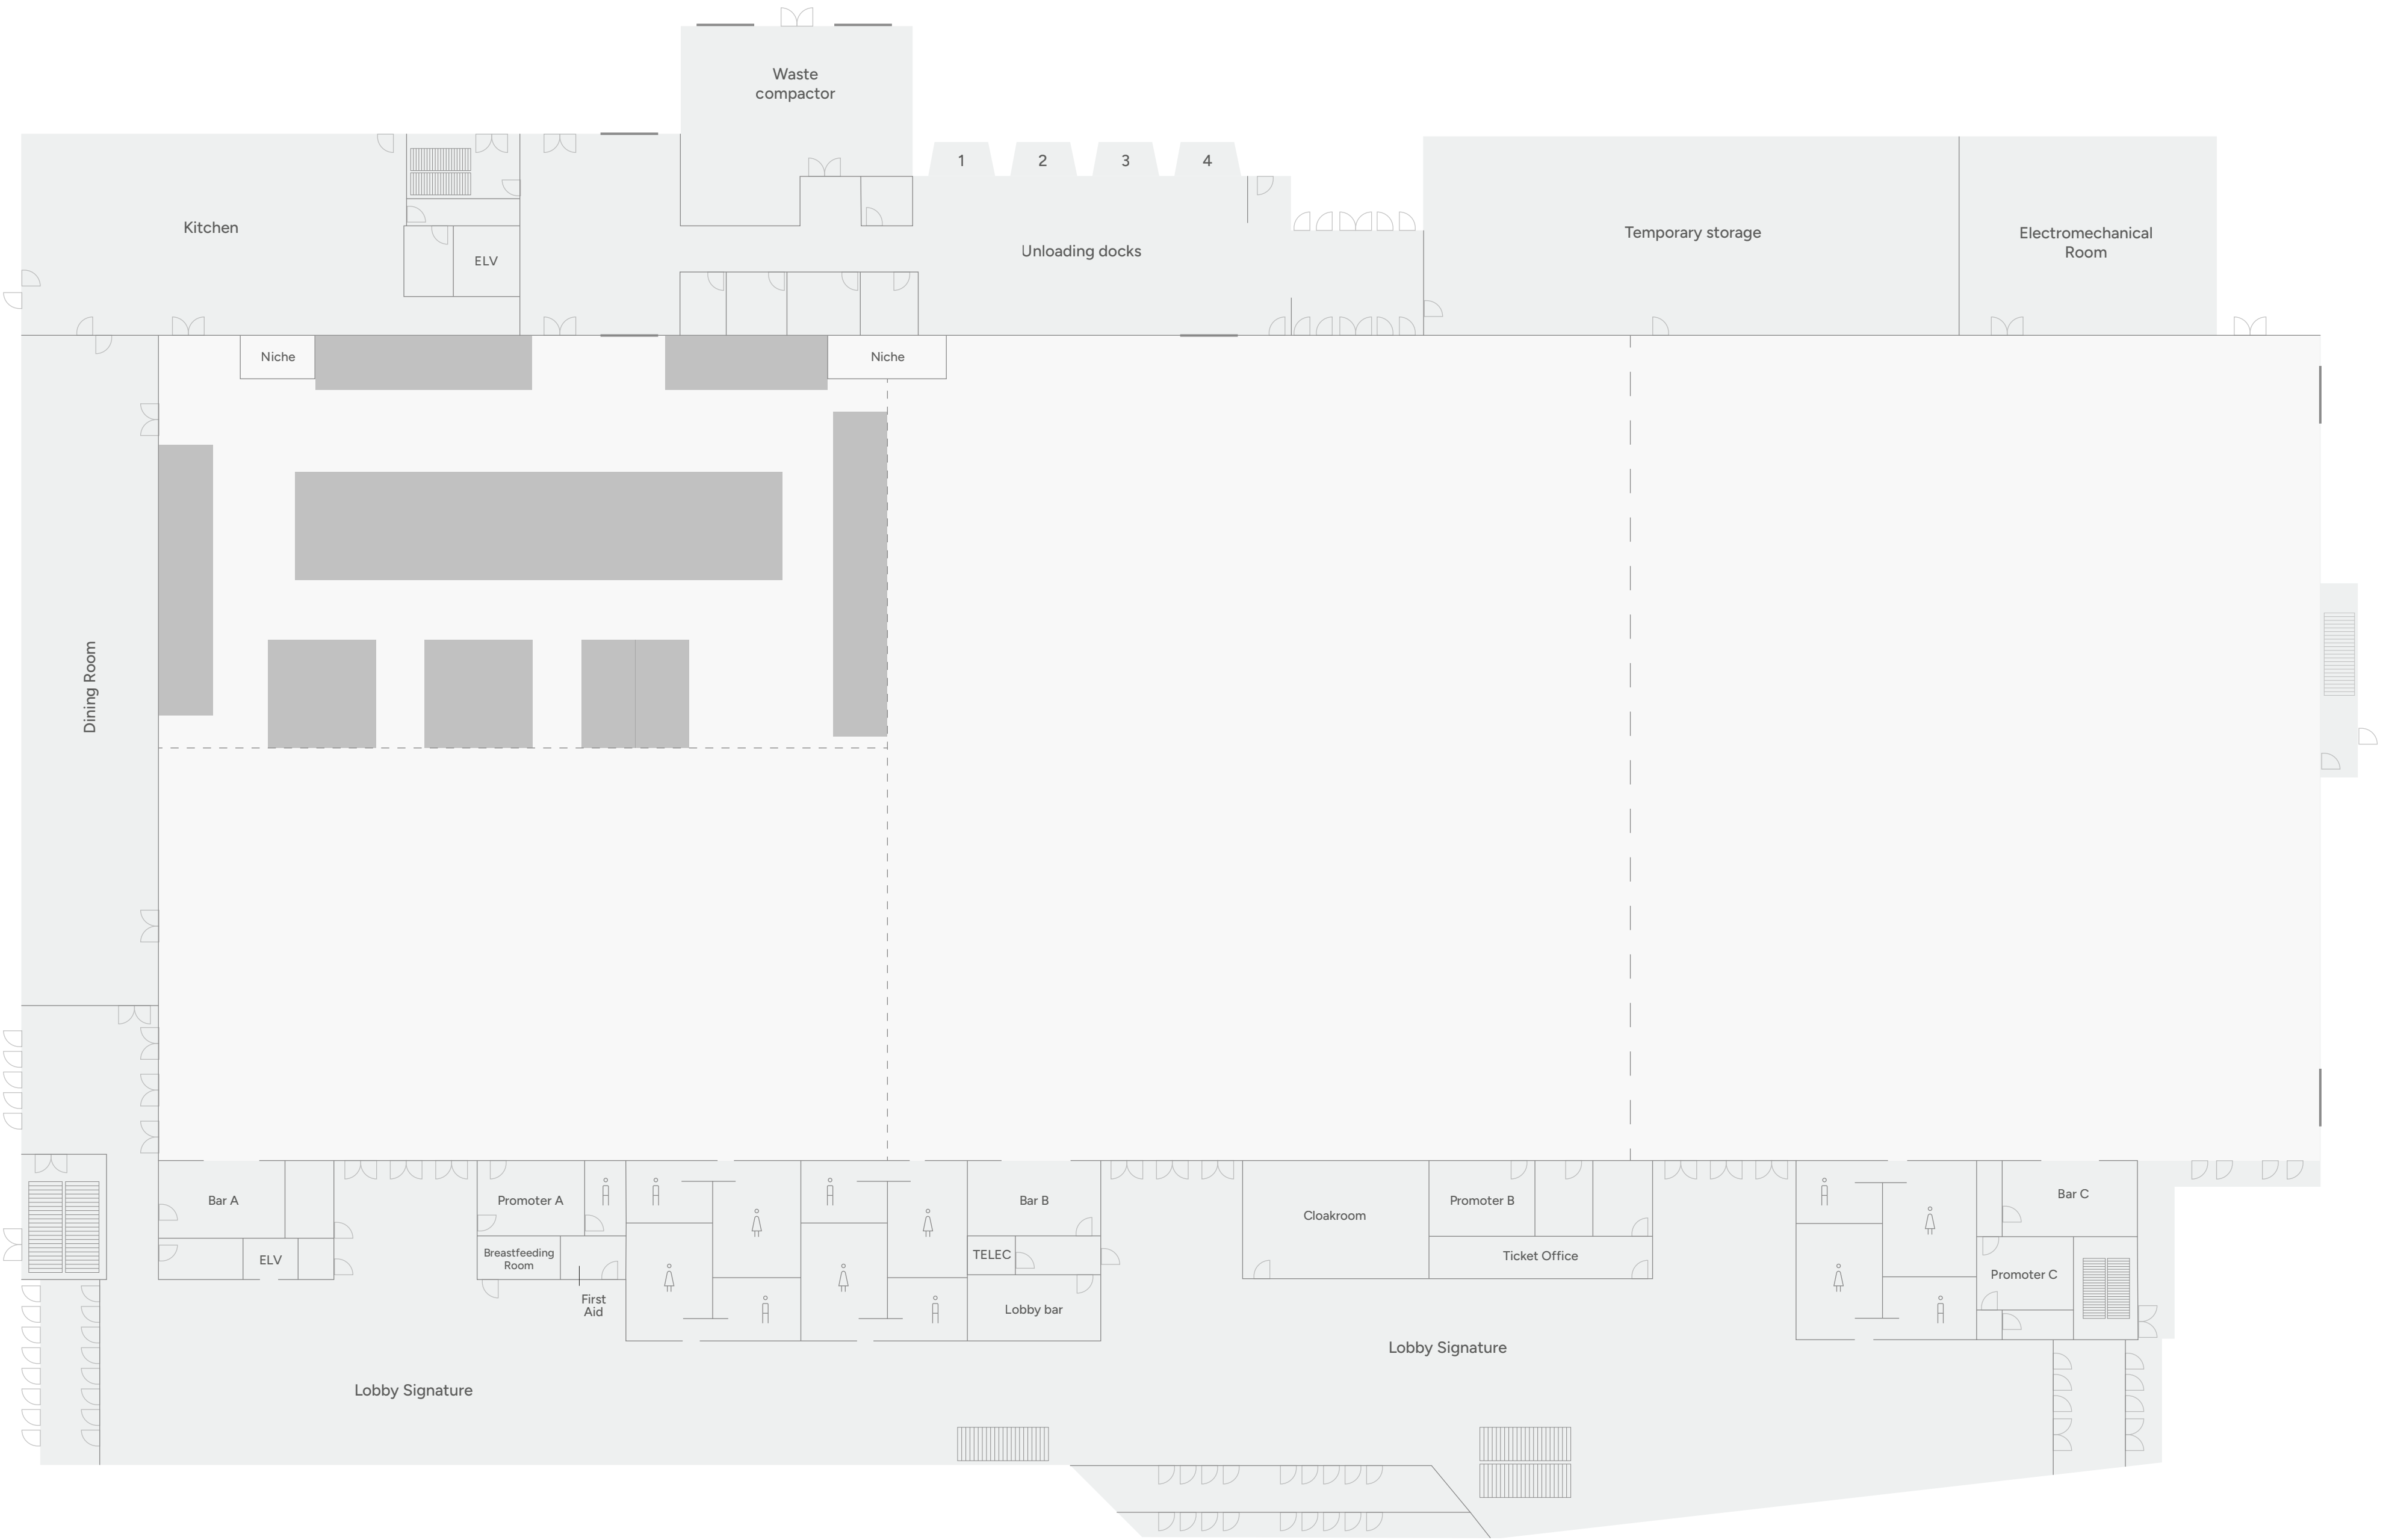 Waste
compactor
1
2
3
4
Kitchen
ELV
Unloading docks
Temporary storage
Electromechanical
Room
Niche
Niche
Dining Room
Bar A
ELV
Promoter A
Breastfeeding
Room
First
Aid
Bar B
TELEC
Lobby bar
Cloakroom
Promoter B
Ticket Office
Bar C
Promoter C
Lobby Signature
Lobby Signature